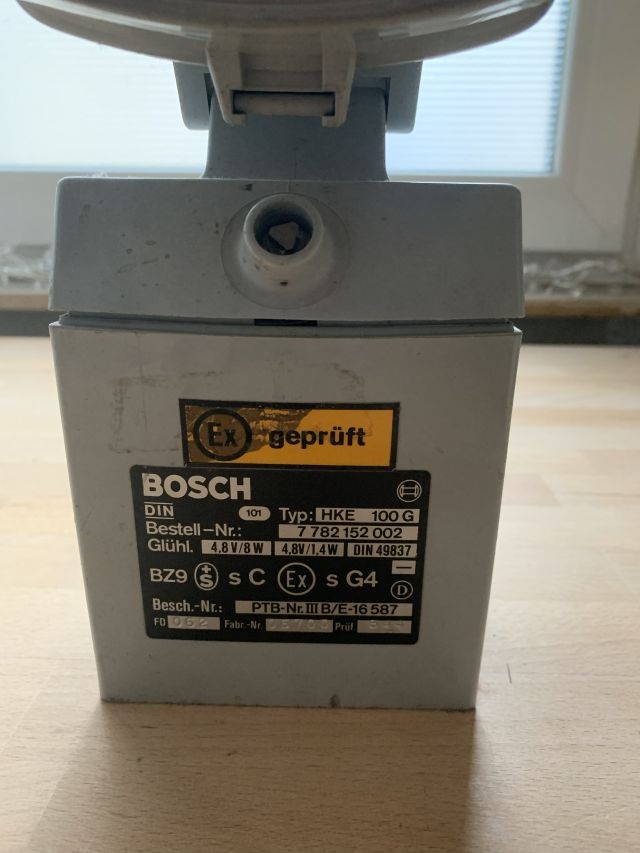 Ex geprüft
BOSCH
DIN 101 Typ: HKE 100 G
Bestell-Nr.: 7 782 152 002
Glühl. 4,8 V/8 W 4,8V/1,4 W DIN 49837
BZ9 S s C Ex s G4 D
Besch.-Nr.: PTB-Nr. III B/E-16 587
FD 062 Fabr.-Nr. Prüf